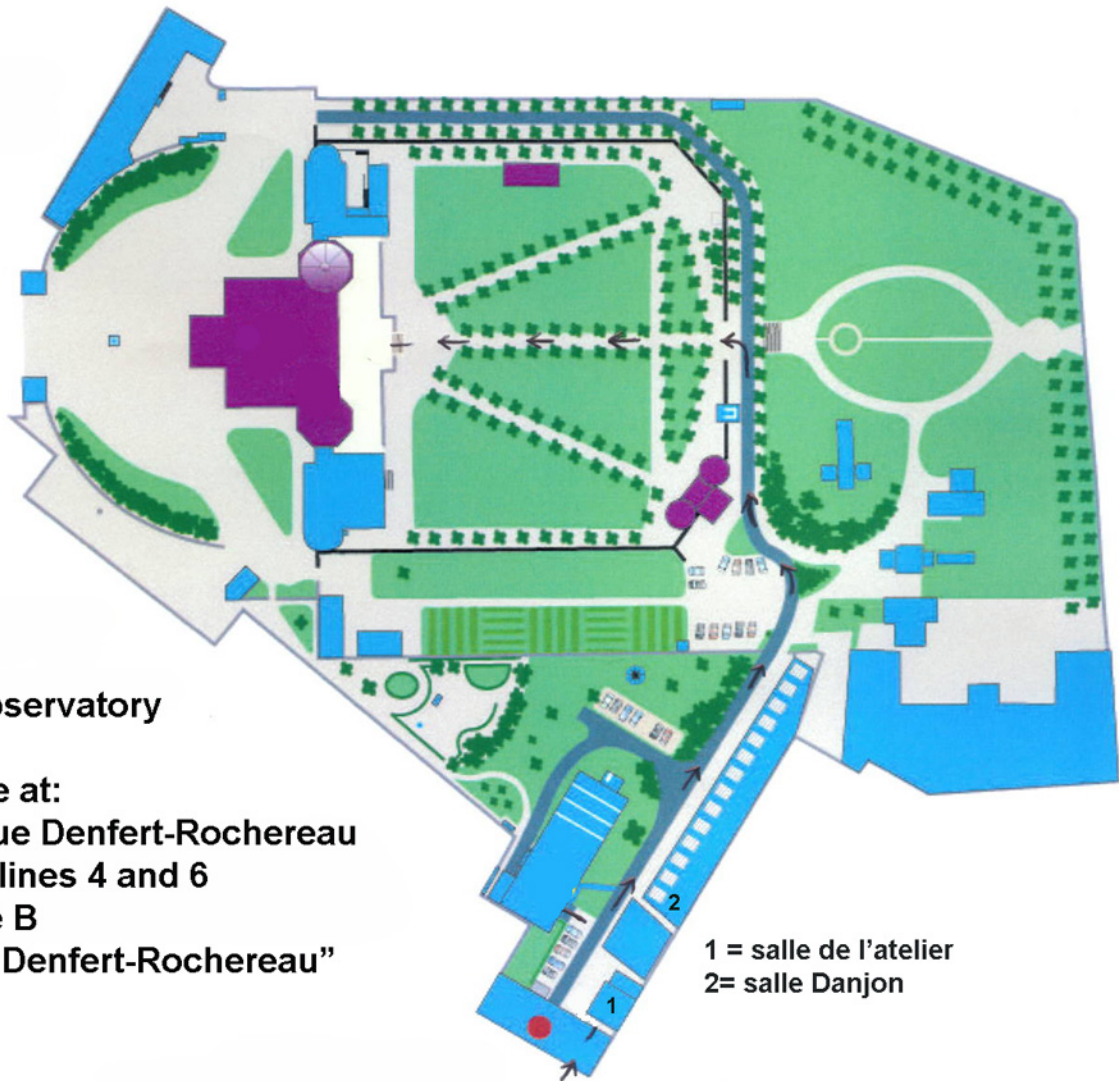 bservatory
e at:
ue Denfert-Rochereau
lines 4 and 6
e B
Denfert-Rochereau”
2
1
1 = salle de l’atelier
2= salle Danjon